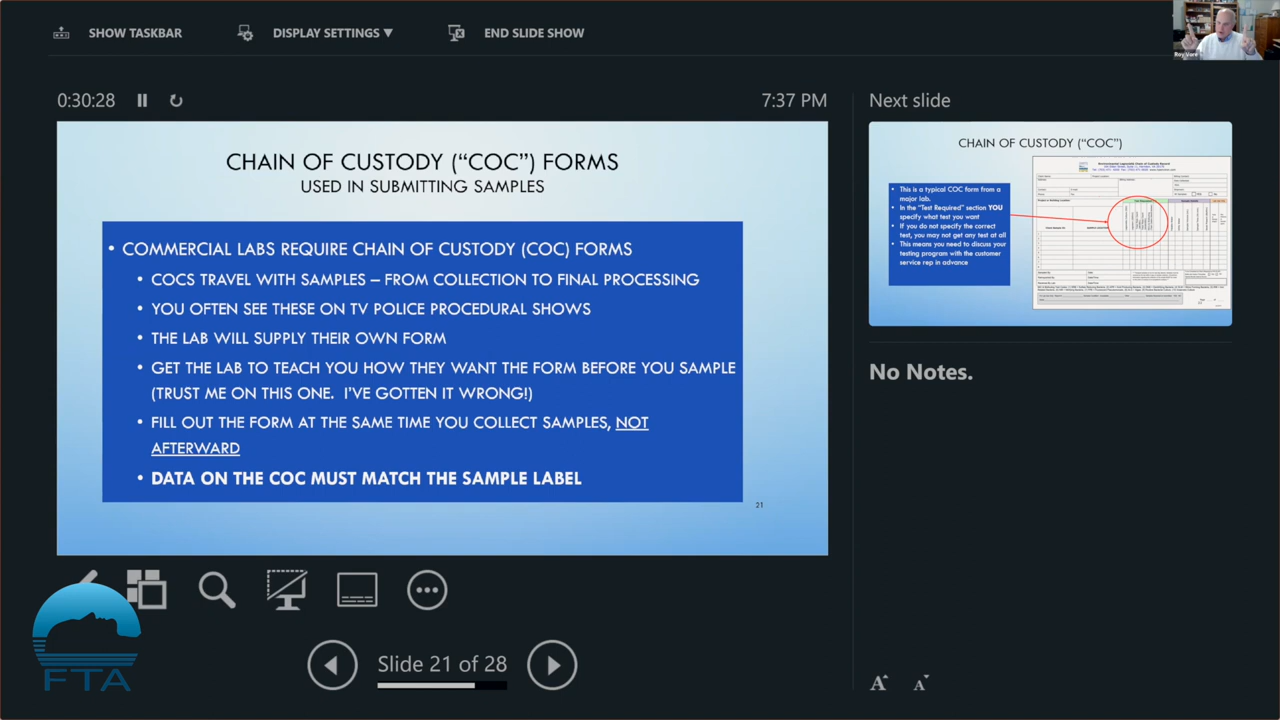 SHOW TASKBAR
DISPLAY SETTINGS ▼
END SLIDE SHOW
0:30:28
7:37 PM
CHAIN OF CUSTODY (“COC”) FORMS
USED IN SUBMITTING SAMPLES
• COMMERCIAL LABS REQUIRE CHAIN OF CUSTODY (COC) FORMS
• COCS TRAVEL WITH SAMPLES – FROM COLLECTION TO FINAL PROCESSING
• YOU OFTEN SEE THESE ON TV POLICE PROCEDURAL SHOWS
• THE LAB WILL SUPPLY THEIR OWN FORM
• GET THE LAB TO TEACH YOU HOW THEY WANT THE FORM BEFORE YOU SAMPLE
(TRUST ME ON THIS ONE. I’VE GOTTEN IT WRONG!)
• FILL OUT THE FORM AT THE SAME TIME YOU COLLECT SAMPLES, NOT
AFTERWARD
• DATA ON THE COC MUST MATCH THE SAMPLE LABEL
21
Next slide
CHAIN OF CUSTODY (“COC”)
• This is a typical COC form from a
major lab.
• In the “Test Required” section YOU
specify what test you want
• If you do not specify the correct
test, you may not get any test at all
• This means you need to discuss your
testing program with the customer
service rep in advance
No Notes.
Slide 21 of 28
A A
FTA